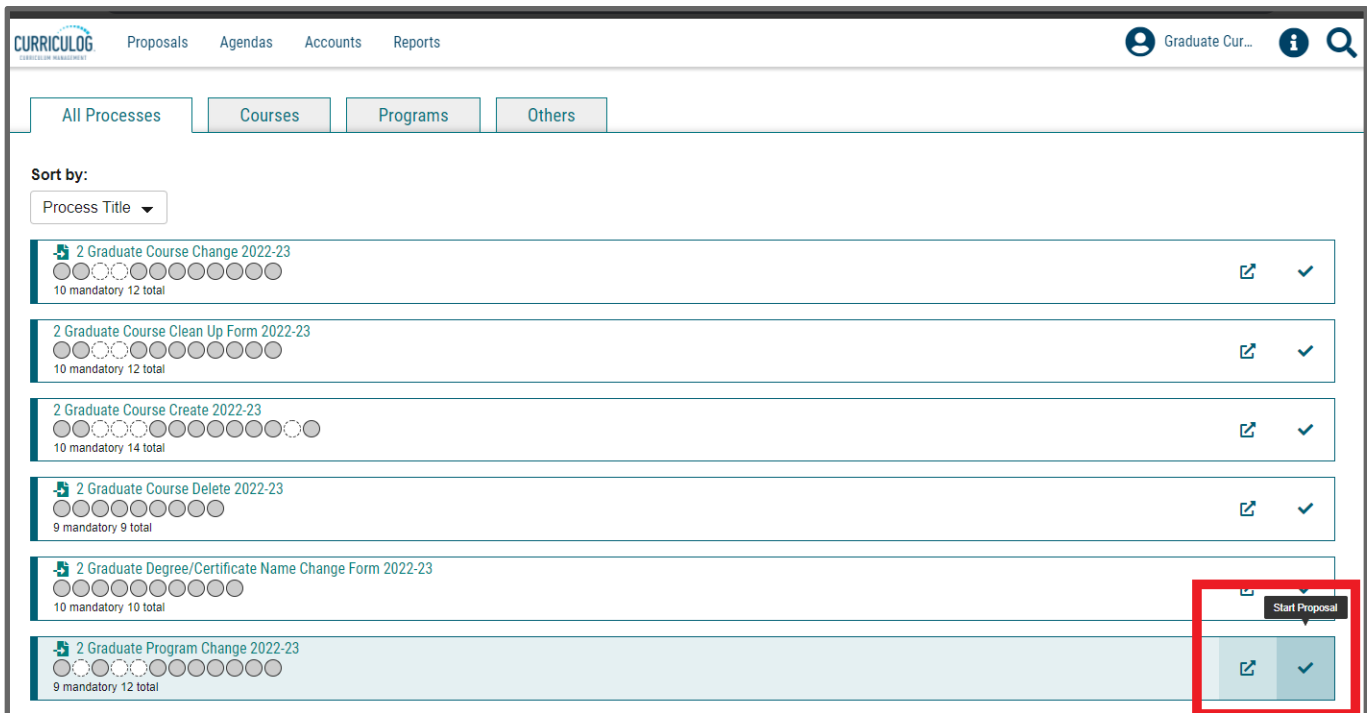 CURRICULOG
CURRICULUM MANAGEMENT
Proposals Agendas Accounts Reports
Graduate Cur...
All Processes Courses Programs Others
Sort by:
Process Title
2 Graduate Course Change 2022-23
10 mandatory 12 total
2 Graduate Course Clean Up Form 2022-23
10 mandatory 12 total
2 Graduate Course Create 2022-23
10 mandatory 14 total
2 Graduate Course Delete 2022-23
9 mandatory 9 total
2 Graduate Degree/Certificate Name Change Form 2022-23
10 mandatory 10 total
Start Proposal
2 Graduate Program Change 2022-23
9 mandatory 12 total